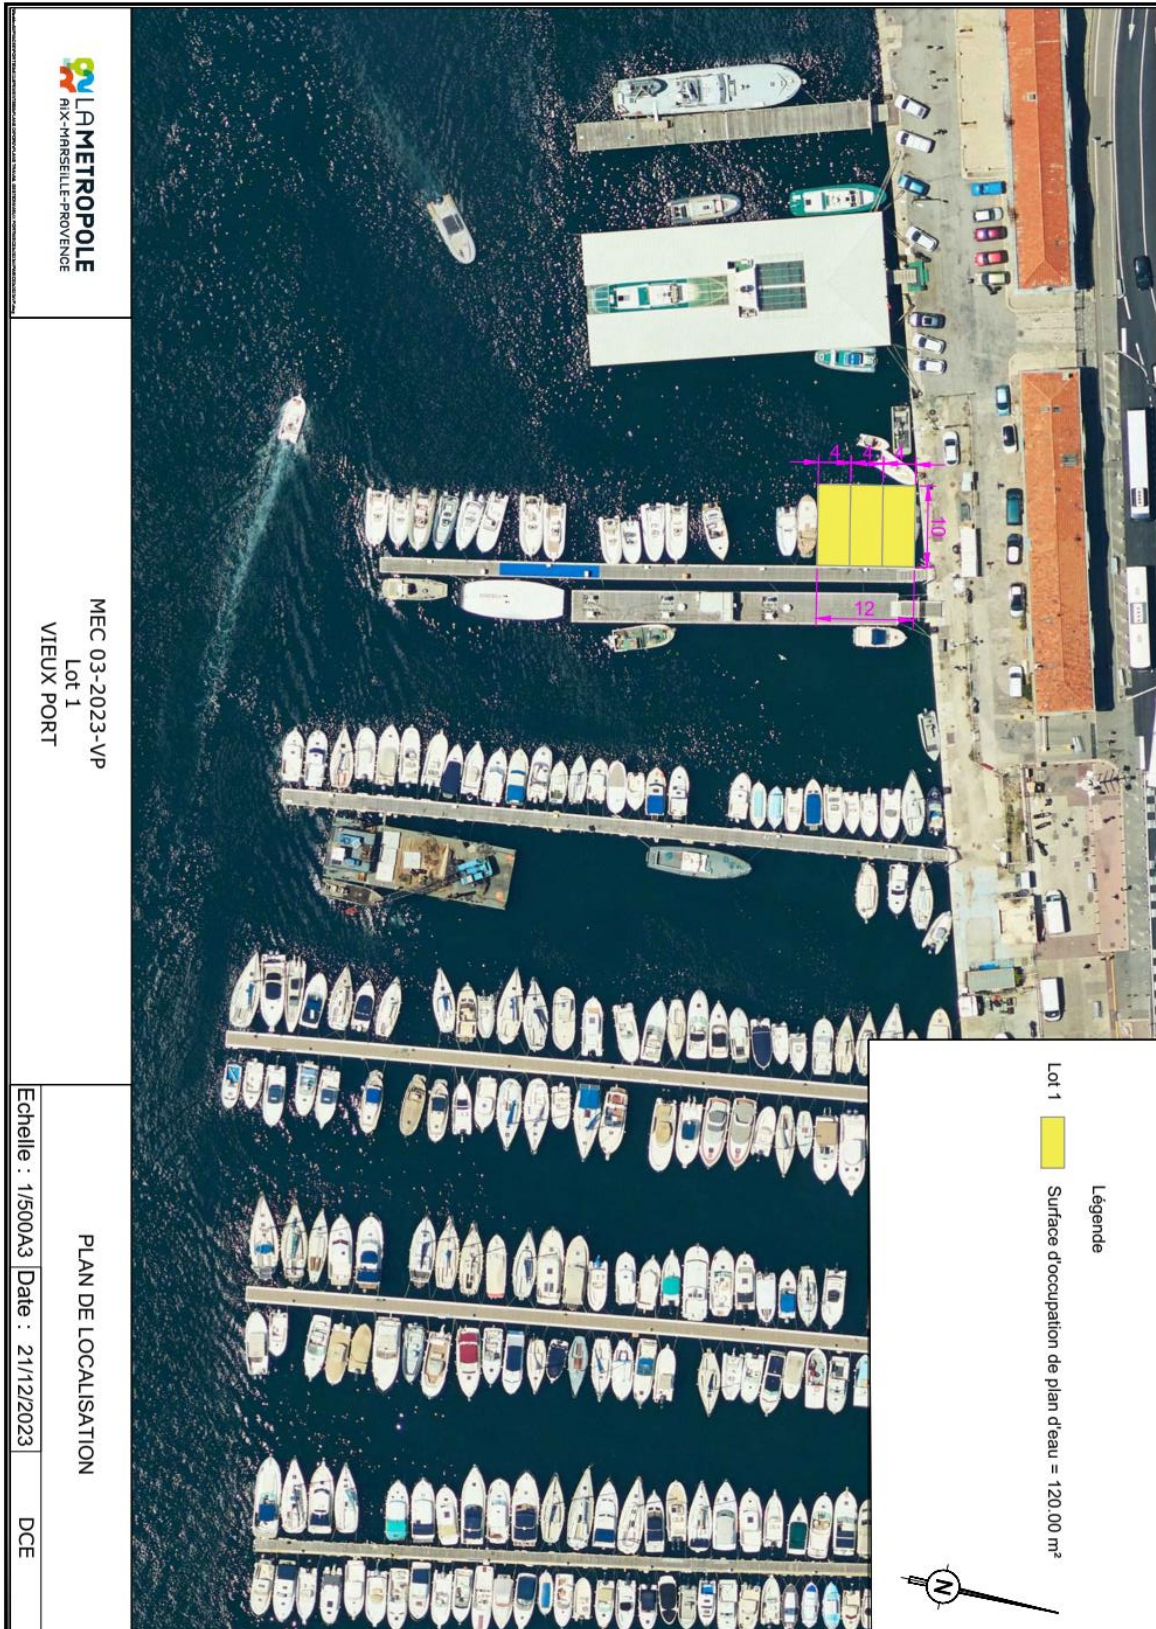 LAMETROPOLE
AIX-MARSEILLE-PROVENCE
MEC 03-2023-VP
Lot 1
VIEUX PORT
PLAN DE LOCALISATION
Echelle : 1/500A3
Date : 21/12/2023
DCE
Légende
Lot 1
Surface d'occupation de plan d'eau = 120.00 m²
N
4
4
4
10
12